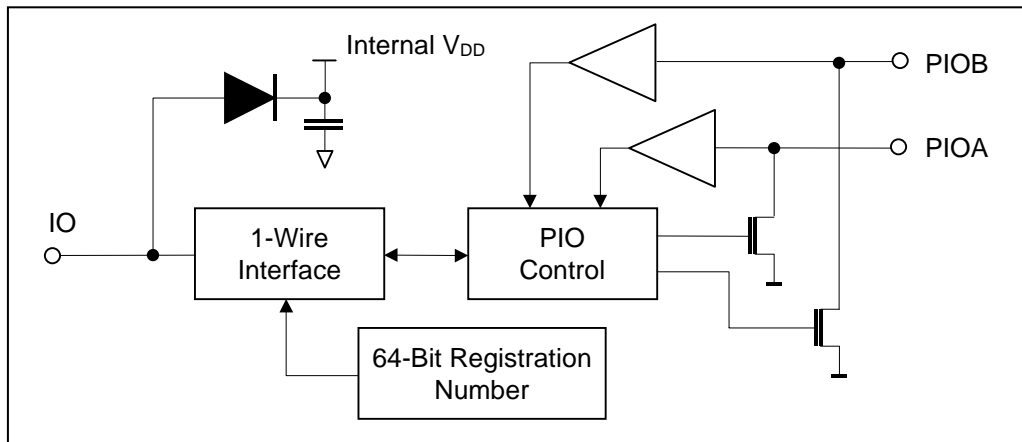 Internal VDD
PIOB
PIOA
IO
1-Wire
Interface
PIO
Control
64-Bit Registration
Number